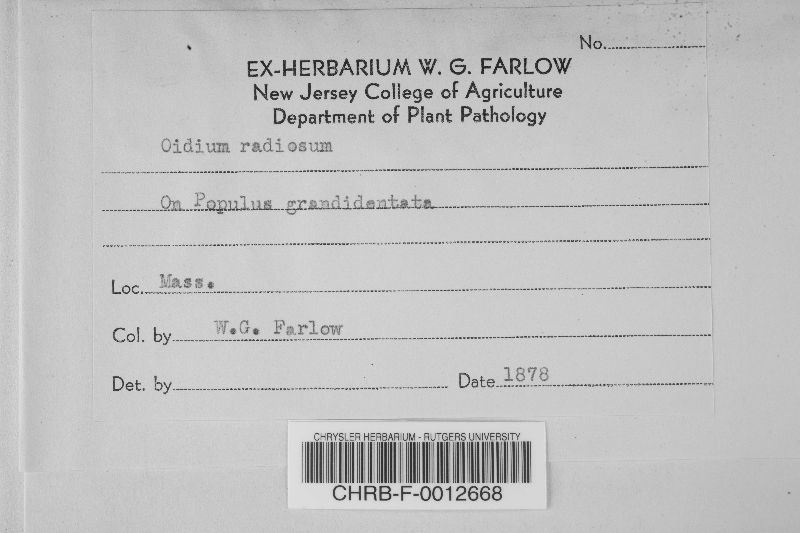 No.
EX-HERBARIUM W. G. FARLOW
New Jersey College of Agriculture
Department of Plant Pathology
Oidium radiosum
On Populus grandidentata
Loc. Mass.
Col. by W.G. Farlow
Det. by Date 1878
CHRYSLER HERBARIUM - RUTGERS UNIVERSITY
CHRB-F-0012668